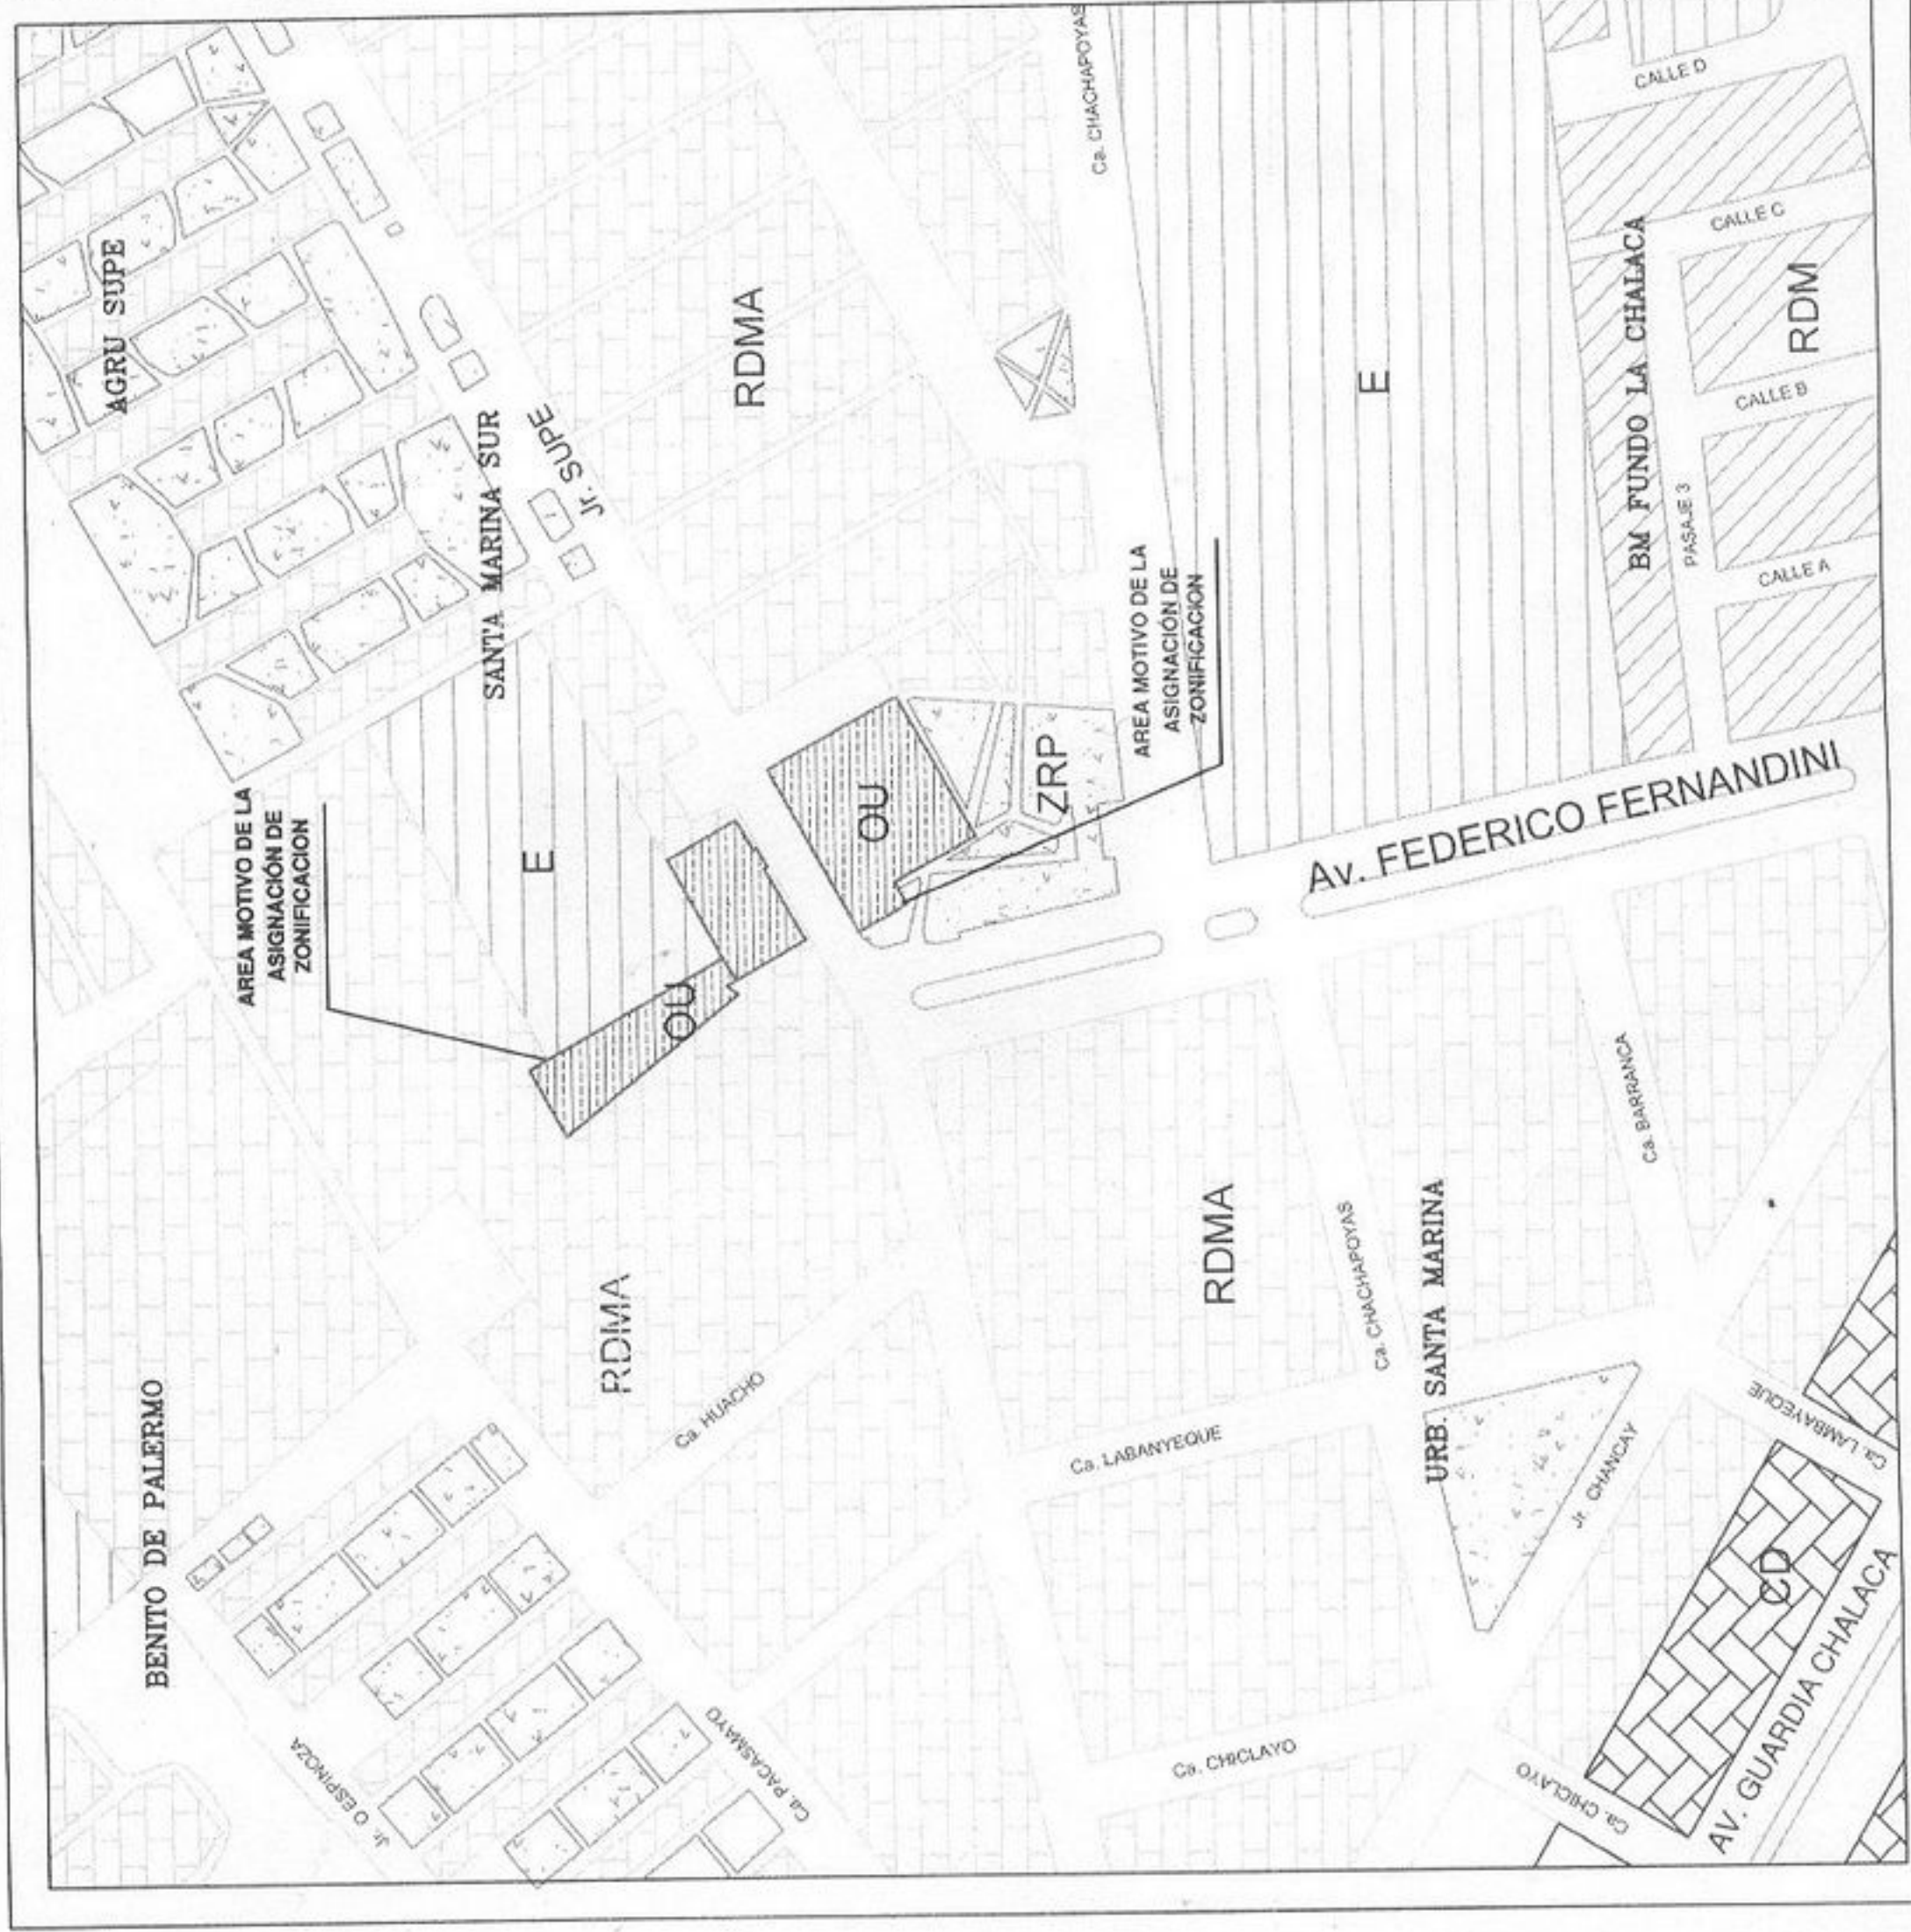 BENITO DE PALERMO
AREA MOTIVO DE LA
ASIGNACIÓN DE
ZONIFICACION
AGRU SUPE
Jr. O ESPINOZA
SANTA MARINA SUR
Jr. SUPE
E
OU
RDMA
Ca. HUACHO
Ca. PACASMAYO
RDMA
OU
ZRP
AREA MOTIVO DE LA
ASIGNACIÓN DE
ZONIFICACION
Ca. CHACHAPOYAS
Ca. LABANYEQUE
Ca. CHICLAYO
RDMA
Ca. CHACHAPOYAS
E
Av. FEDERICO FERNANDINI
URB. SANTA MARINA
Ca. BARRANCA
Jr. CHANCAY
BM FUNDO LA CHALACA
PASAJE 3
CALLE D
CALLE C
CALLE B
CALLE A
RDM
Ca. CHICLAYO
CD
Ca. LAMBAYEQUE
AV. GUARDIA CHALACA